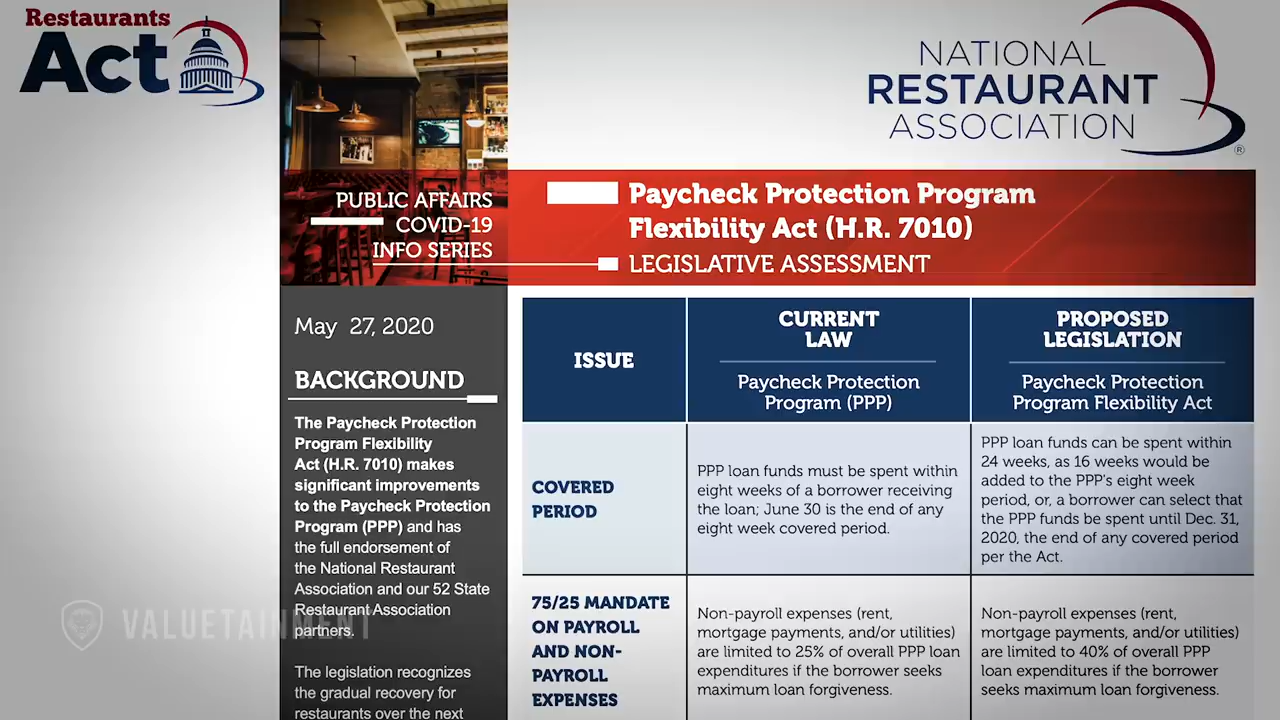 Restaurants
Act
NATIONAL
RESTAURANT
ASSOCIATION
®
PUBLIC AFFAIRS
COVID-19
INFO SERIES
Paycheck Protection Program
Flexibility Act (H.R. 7010)
LEGISLATIVE ASSESSMENT
May 27, 2020
BACKGROUND
The Paycheck Protection
Program Flexibility
Act (H.R. 7010) makes
significant improvements
to the Paycheck Protection
Program (PPP) and has
the full endorsement of
the National Restaurant
Association and our 52 State
Restaurant Association
partners.
The legislation recognizes
the gradual recovery for
restaurants over the next
ISSUE
CURRENT
LAW
Paycheck Protection
Program (PPP)
PROPOSED
LEGISLATION
Paycheck Protection
Program Flexibility Act
COVERED
PERIOD
PPP loan funds must be spent within
eight weeks of a borrower receiving
the loan; June 30 is the end of any
eight week covered period.
PPP loan funds can be spent within
24 weeks, as 16 weeks would be
added to the PPP's eight week
period, or, a borrower can select that
the PPP funds be spent until Dec. 31,
2020, the end of any covered period
per the Act.
75/25 MANDATE
ON PAYROLL
AND NON-
PAYROLL
EXPENSES
Non-payroll expenses (rent,
mortgage payments, and/or utilities)
are limited to 25% of overall PPP loan
expenditures if the borrower seeks
maximum loan forgiveness.
Non-payroll expenses (rent,
mortgage payments, and/or utilities)
are limited to 40% of overall PPP
loan expenditures if the borrower
seeks maximum loan forgiveness.
VALUETAINMENT